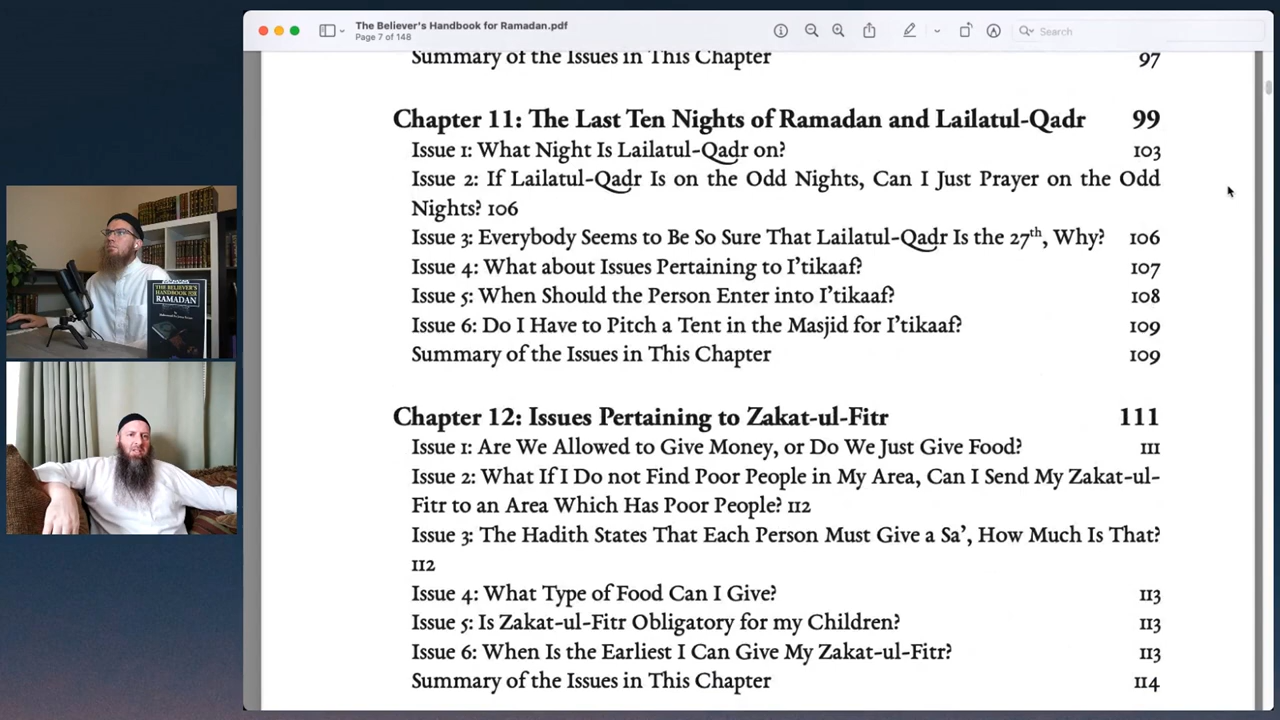 The Believer's Handbook for Ramadan.pdf
Page 7 of 148
Search
Summary of the Issues in This Chapter 97
Chapter 11: The Last Ten Nights of Ramadan and Lailatul-Qadr 99
Issue 1: What Night Is Lailatul-Qadr on? 103
Issue 2: If Lailatul-Qadr Is on the Odd Nights, Can I Just Prayer on the Odd
Nights? 106
Issue 3: Everybody Seems to Be So Sure That Lailatul-Qadr Is the 27th, Why? 106
Issue 4: What about Issues Pertaining to I'tikaaf? 107
Issue 5: When Should the Person Enter into I'tikaaf? 108
Issue 6: Do I Have to Pitch a Tent in the Masjid for I'tikaaf? 109
Summary of the Issues in This Chapter 109
Chapter 12: Issues Pertaining to Zakat-ul-Fitr 111
Issue 1: Are We Allowed to Give Money, or Do We Just Give Food? 111
Issue 2: What If I Do not Find Poor People in My Area, Can I Send My Zakat-ul-
Fitr to an Area Which Has Poor People? 112
Issue 3: The Hadith States That Each Person Must Give a Sa', How Much Is That?
112
Issue 4: What Type of Food Can I Give? 113
Issue 5: Is Zakat-ul-Fitr Obligatory for my Children? 113
Issue 6: When Is the Earliest I Can Give My Zakat-ul-Fitr? 113
Summary of the Issues in This Chapter 114
THE BELIEVER'S
HANDBOOK FOR
RAMADAN